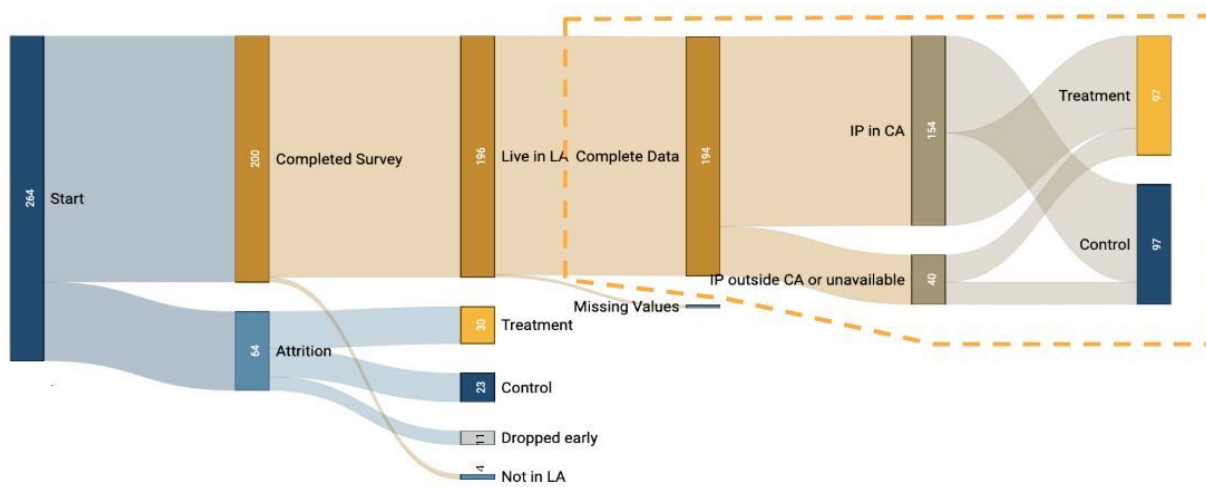 264
Start
200
Completed Survey
196
Live in LA
Complete Data
194
IP in CA
154
Treatment
97
Control
97
IP outside CA or unavailable
40
Missing Values
64
Attrition
30
Treatment
23
Control
11
Dropped early
4
Not in LA